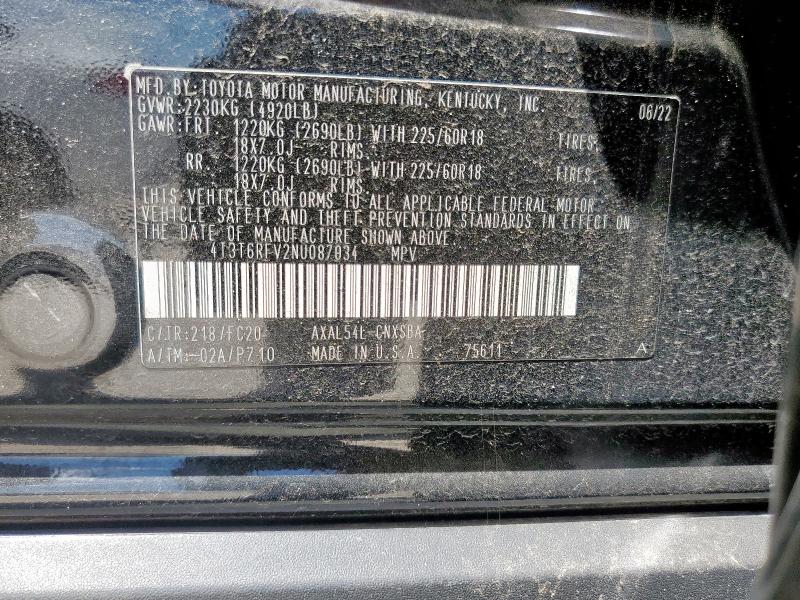 MFD.BY:TOYOTA MOTOR MANUFACTURING, KENTUCKY, INC.
GVWR:2230KG (4920LB) 06/22
GAWR:FRT. 1220KG (2690LB) WITH 225/60R18 TIRES,
18X7.0J RIMS,
RR. 1220KG (2690LB) WITH 225/60R18 TIRES,
18X7.0J RIMS.
THIS VEHICLE CONFORMS TO ALL APPLICABLE FEDERAL MOTOR
VEHICLE SAFETY AND THEFT PREVENTION STANDARDS IN EFFECT ON
THE DATE OF MANUFACTURE SHOWN ABOVE.
4T3T6RFV2NU087934 MPV
C/TR:218/FC20 AXAL54L-CNXSBA
A/TM:-02A/P710 MADE IN U.S.A. 75611 A